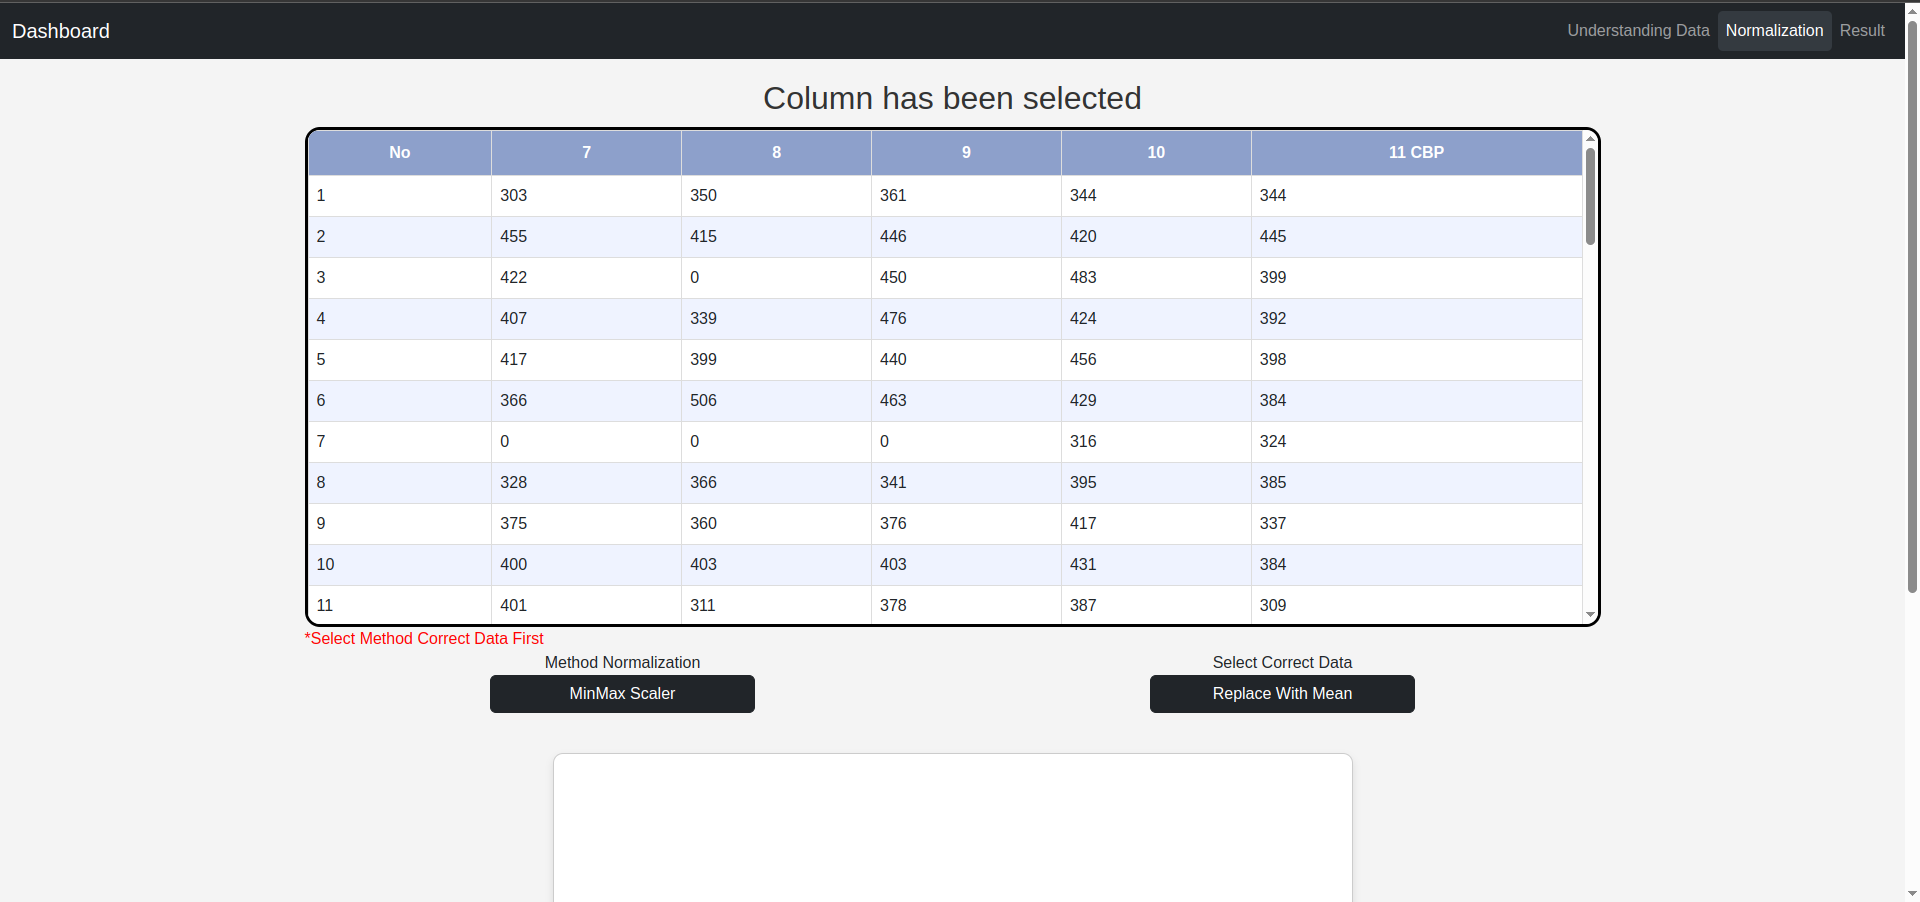 Dashboard
Understanding Data Normalization Result
Column has been selected
No 7 8 9 10 11 CBP
1 303 350 361 344 344
2 455 415 446 420 445
3 422 0 450 483 399
4 407 339 476 424 392
5 417 399 440 456 398
6 366 506 463 429 384
7 0 0 0 316 324
8 328 366 341 395 385
9 375 360 376 417 337
10 400 403 403 431 384
11 401 311 378 387 309
*Select Method Correct Data First
Method Normalization Select Correct Data
MinMax Scaler Replace With Mean